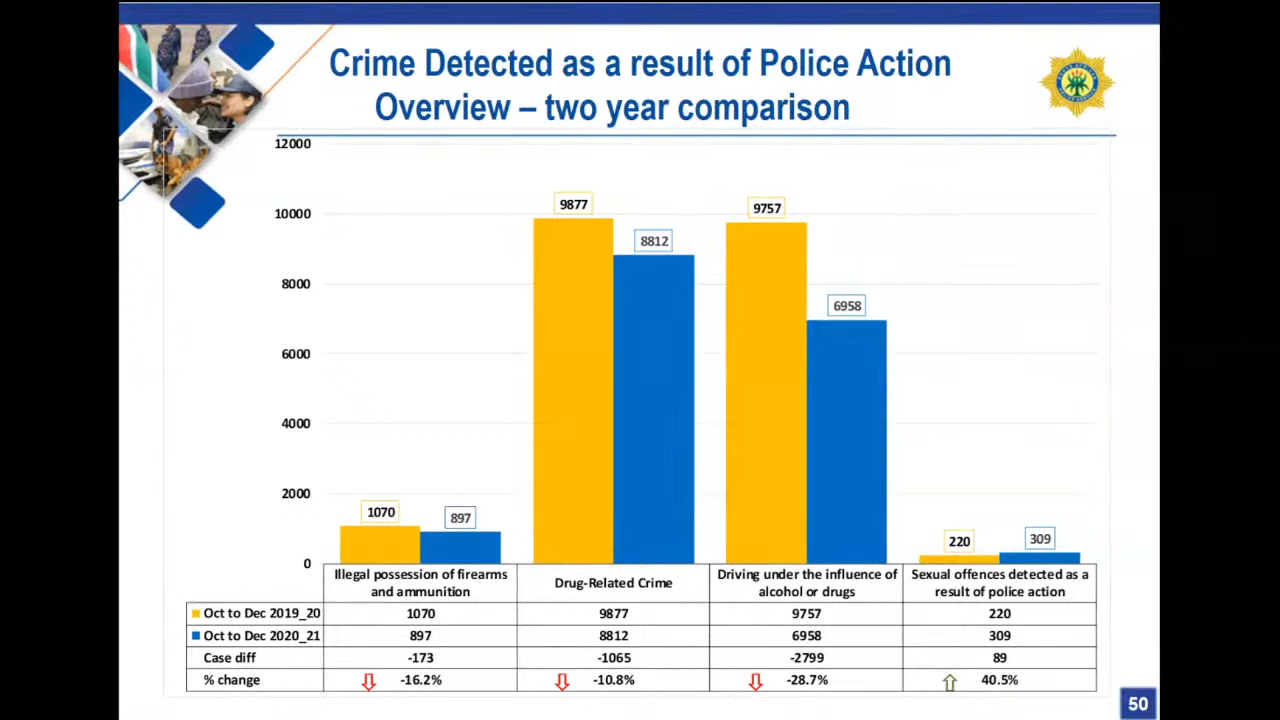 Crime Detected as a result of Police Action
Overview – two year comparison
12000
10000
8000
6000
4000
2000
0
9877
8812
9757
6958
1070
897
220
309
Illegal possession of firearms
and ammunition
Drug-Related Crime
Driving under the influence of
alcohol or drugs
Sexual offences detected as a
result of police action
Oct to Dec 2019_20 1070 9877 9757 220
Oct to Dec 2020_21 897 8812 6958 309
Case diff -173 -1065 -2799 89
% change -16.2% -10.8% -28.7% 40.5%
50